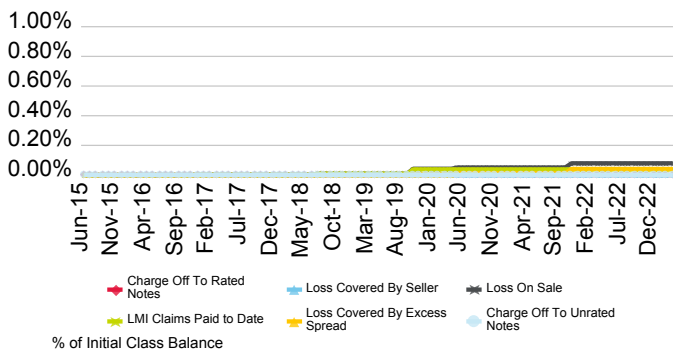 1.00%
0.80%
0.60%
0.40%
0.20%
0.00%
Jun-15
Nov-15
Apr-16
Sep-16
Feb-17
Jul-17
Dec-17
May-18
Oct-18
Mar-19
Aug-19
Jan-20
Jun-20
Nov-20
Apr-21
Sep-21
Feb-22
Jul-22
Dec-22
Charge Off To Rated
Notes
Loss Covered By Seller
Loss On Sale
LMI Claims Paid to Date
Loss Covered By Excess
Spread
Charge Off To Unrated
Notes
% of Initial Class Balance